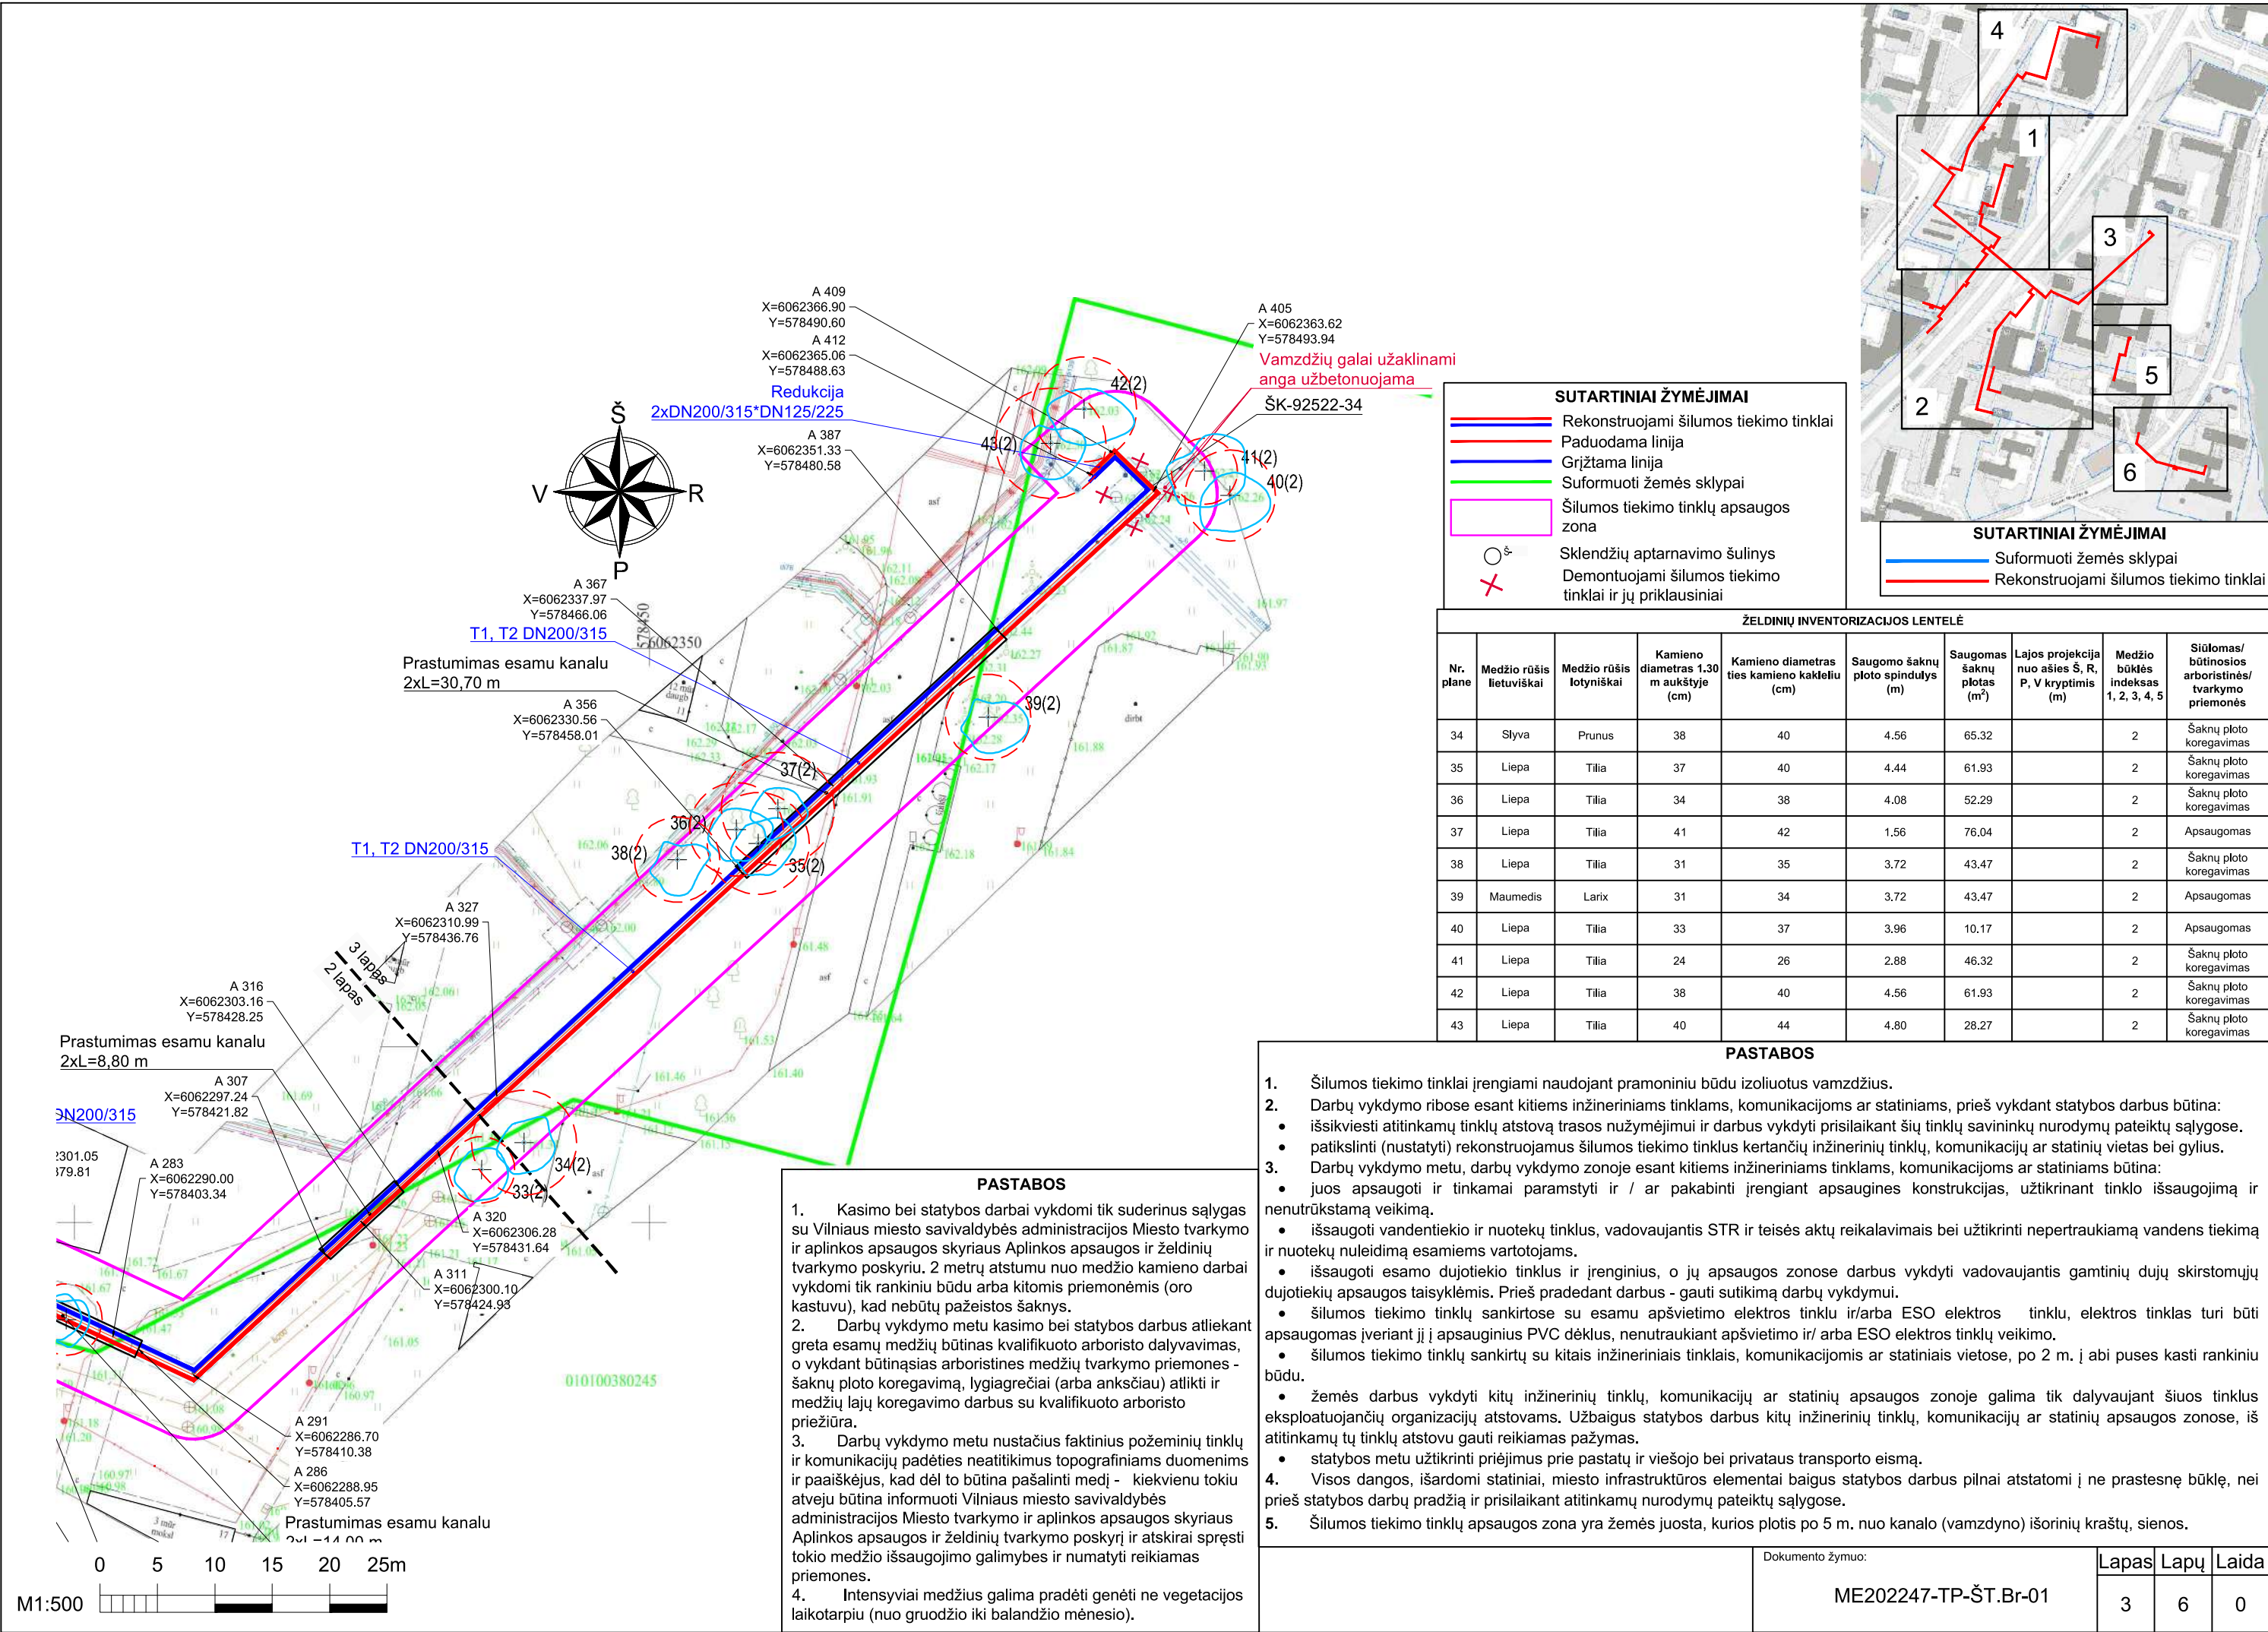 4
1
3
5
2
6
A 409
X=6062366.90
Y=578490.60
A 412
X=6062365.06
Y=578488.63
Redukcija
2xDN200/315*DN125/225
A 387
X=6062351.33
Y=578480.58
A 405
X=6062363.62
Y=578493.94
Vamzdžių galai užaklinami
anga užbetonuojama
ŠK-92522-34
Š
V
R
P
42(2)
43(2)
41(2)
40(2)
A 367
X=6062337.97
Y=578466.06
T1, T2 DN200/315
578450
6062350
Prastumimas esamu kanalu
2xL=30,70 m
A 356
X=6062330.56
Y=578458.01
39(2)
37(2)
36(2)
38(2)
35(2)
T1, T2 DN200/315
A 327
X=6062310.99
Y=578436.76
3 lapas
2 lapas
A 316
X=6062303.16
Y=578428.25
Prastumimas esamu kanalu
2xL=8,80 m
A 307
X=6062297.24
Y=578421.82
DN200/315
2301.05
379.81
A 283
X=6062290.00
Y=578403.34
34(2)
33(2)
A 320
X=6062306.28
Y=578431.64
A 311
X=6062300.10
Y=578424.93
010100380245
A 291
X=6062286.70
Y=578410.38
A 286
X=6062288.95
Y=578405.57
Prastumimas esamu kanalu
2xL=14,00 m
0 5 10 15 20 25m
M1:500
SUTARTINIAI ŽYMĖJIMAI
Rekonstruojami šilumos tiekimo tinklai
Paduodama linija
Grįžtama linija
Suformuoti žemės sklypai
Šilumos tiekimo tinklų apsaugos
zona
Š-
Sklendžių aptarnavimo šulinys
Demontuojami šilumos tiekimo
tinklai ir jų priklausiniai
SUTARTINIAI ŽYMĖJIMAI
Suformuoti žemės sklypai
Rekonstruojami šilumos tiekimo tinklai
ŽELDINIŲ INVENTORIZACIJOS LENTELĖ
Nr. plane | Medžio rūšis lietuviškai | Medžio rūšis lotyniškai | Kamieno diametras 1.30 m aukštyje (cm) | Kamieno diametras ties kamieno kakleliu (cm) | Saugomo šaknų ploto spindulys (m) | Saugomas šaknų plotas (m²) | Lajos projekcija nuo ašies Š, R, P, V kryptimis (m) | Medžio būklės indeksas 1, 2, 3, 4, 5 | Siūlomas/ būtinosios arboristinės/ tvarkymo priemonės
34 Slyva Prunus 38 40 4.56 65.32 2 Šaknų ploto koregavimas
35 Liepa Tilia 37 40 4.44 61.93 2 Šaknų ploto koregavimas
36 Liepa Tilia 34 38 4.08 52.29 2 Šaknų ploto koregavimas
37 Liepa Tilia 41 42 1.56 76.04 2 Apsaugomas
38 Liepa Tilia 31 35 3.72 43.47 2 Šaknų ploto koregavimas
39 Maumedis Larix 31 34 3.72 43.47 2 Apsaugomas
40 Liepa Tilia 33 37 3.96 10.17 2 Apsaugomas
41 Liepa Tilia 24 26 2.88 46.32 2 Šaknų ploto koregavimas
42 Liepa Tilia 38 40 4.56 61.93 2 Šaknų ploto koregavimas
43 Liepa Tilia 40 44 4.80 28.27 2 Šaknų ploto koregavimas
PASTABOS
1. Kasimo bei statybos darbai vykdomi tik suderinus sąlygas
su Vilniaus miesto savivaldybės administracijos Miesto tvarkymo
ir aplinkos apsaugos skyriaus Aplinkos apsaugos ir želdinių
tvarkymo poskyriu. 2 metrų atstumu nuo medžio kamieno darbai
vykdomi tik rankiniu būdu arba kitomis priemonėmis (oro
kastuvu), kad nebūtų pažeistos šaknys.
2. Darbų vykdymo metu kasimo bei statybos darbus atliekant
greta esamų medžių būtinas kvalifikuoto arboristo dalyvavimas,
o vykdant būtinąsias arboristines medžių tvarkymo priemones -
šaknų ploto koregavimą, lygiagrečiai (arba anksčiau) atlikti ir
medžių lajų koregavimo darbus su kvalifikuoto arboristo
priežiūra.
3. Darbų vykdymo metu nustačius faktinius požeminių tinklų
ir komunikacijų padėties neatitikimus topografiniams duomenims
ir paaiškėjus, kad dėl to būtina pašalinti medį - kiekvienu tokiu
atveju būtina informuoti Vilniaus miesto savivaldybės
administracijos Miesto tvarkymo ir aplinkos apsaugos skyriaus
Aplinkos apsaugos ir želdinių tvarkymo poskyrį ir atskirai spręsti
tokio medžio išsaugojimo galimybes ir numatyti reikiamas
priemones.
4. Intensyviai medžius galima pradėti genėti ne vegetacijos
laikotarpiu (nuo gruodžio iki balandžio mėnesio).
PASTABOS
1. Šilumos tiekimo tinklai įrengiami naudojant pramoniniu būdu izoliuotus vamzdžius.
2. Darbų vykdymo ribose esant kitiems inžineriniams tinklams, komunikacijoms ar statiniams, prieš vykdant statybos darbus būtina:
• išsikviesti atitinkamų tinklų atstovą trasos nužymėjimui ir darbus vykdyti prisilaikant šių tinklų savininkų nurodymų pateiktų sąlygose.
• patikslinti (nustatyti) rekonstruojamus šilumos tiekimo tinklus kertančių inžinerinių tinklų, komunikacijų ar statinių vietas bei gylius.
3. Darbų vykdymo metu, darbų vykdymo zonoje esant kitiems inžineriniams tinklams, komunikacijoms ar statiniams būtina:
• juos apsaugoti ir tinkamai paramstyti ir / ar pakabinti įrengiant apsaugines konstrukcijas, užtikrinant tinklo išsaugojimą ir
nenutrūkstamą veikimą.
• išsaugoti vandentiekio ir nuotekų tinklus, vadovaujantis STR ir teisės aktų reikalavimais bei užtikrinti nepertraukiamą vandens tiekimą
ir nuotekų nuleidimą esamiems vartotojams.
• išsaugoti esamo dujotiekio tinklus ir įrenginius, o jų apsaugos zonose darbus vykdyti vadovaujantis gamtinių dujų skirstomųjų
dujotiekių apsaugos taisyklėmis. Prieš pradedant darbus - gauti sutikimą darbų vykdymui.
• šilumos tiekimo tinklų sankirtose su esamu apšvietimo elektros tinklu ir/arba ESO elektros tinklu, elektros tinklas turi būti
apsaugomas įveriant jį į apsauginius PVC dėklus, nenutraukiant apšvietimo ir/ arba ESO elektros tinklų veikimo.
• šilumos tiekimo tinklų sankirtų su kitais inžineriniais tinklais, komunikacijomis ar statiniais vietose, po 2 m. į abi puses kasti rankiniu
būdu.
• žemės darbus vykdyti kitų inžinerinių tinklų, komunikacijų ar statinių apsaugos zonoje galima tik dalyvaujant šiuos tinklus
eksploatuojančių organizacijų atstovams. Užbaigus statybos darbus kitų inžinerinių tinklų, komunikacijų ar statinių apsaugos zonose, iš
atitinkamų tų tinklų atstovu gauti reikiamas pažymas.
• statybos metu užtikrinti priėjimus prie pastatų ir viešojo bei privataus transporto eismą.
4. Visos dangos, išardomi statiniai, miesto infrastruktūros elementai baigus statybos darbus pilnai atstatomi į ne prastesnę būklę, nei
prieš statybos darbų pradžią ir prisilaikant atitinkamų nurodymų pateiktų sąlygose.
5. Šilumos tiekimo tinklų apsaugos zona yra žemės juosta, kurios plotis po 5 m. nuo kanalo (vamzdyno) išorinių kraštų, sienos.
Dokumento žymuo:
ME202247-TP-ŠT.Br-01
Lapas Lapų Laida
3 6 0